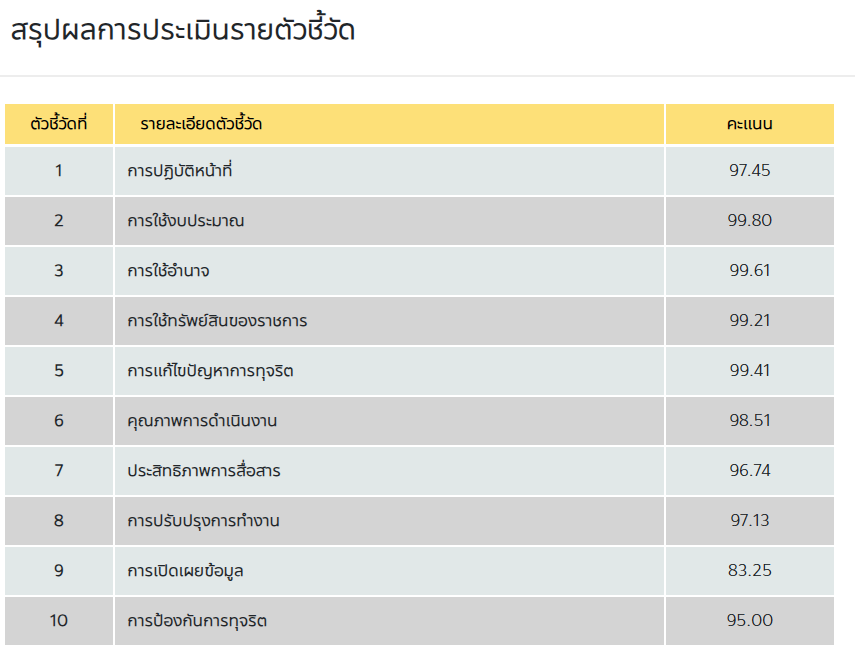 สรุปผลการประเมินรายตัวชี้วัด
ตัวชี้วัดที่ รายละเอียดตัวชี้วัด คะแนน
1 การปฏิบัติหน้าที่ 97.45
2 การใช้งบประมาณ 99.80
3 การใช้อำนาจ 99.61
4 การใช้ทรัพย์สินของราชการ 99.21
5 การแก้ไขปัญหาการทุจริต 99.41
6 คุณภาพการดำเนินงาน 98.51
7 ประสิทธิภาพการสื่อสาร 96.74
8 การปรับปรุงการทำงาน 97.13
9 การเปิดเผยข้อมูล 83.25
10 การป้องกันการทุจริต 95.00